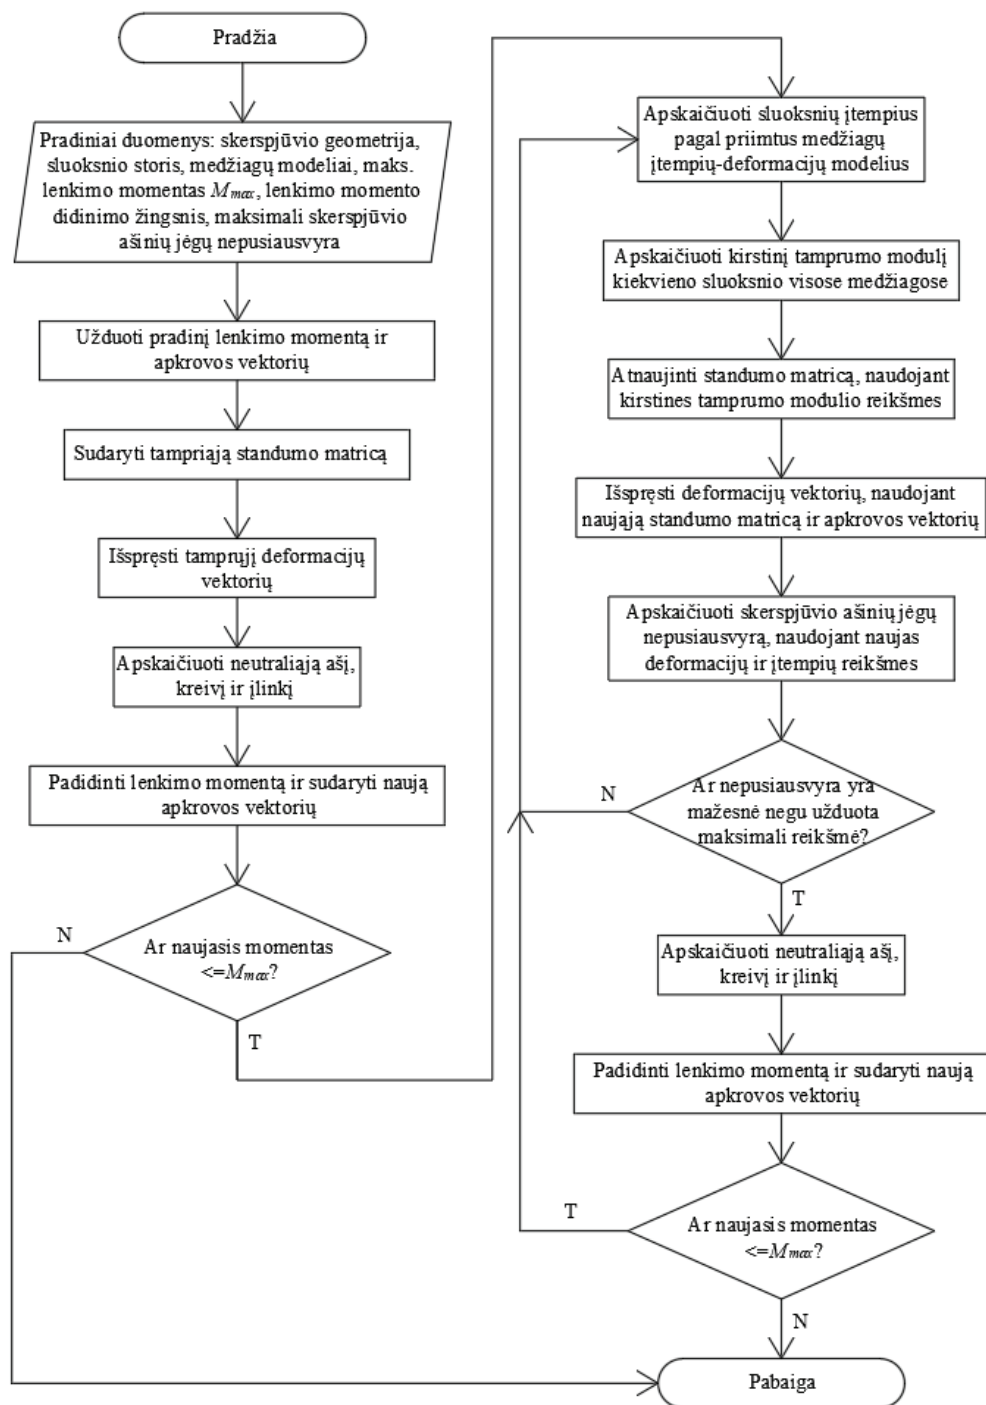 Pradžia
Pradiniai duomenys: skerspjūvio geometrija,
sluoksnio storis, medžiagų modeliai, maks.
lenkimo momentas Mmax, lenkimo momento
didinimo žingsnis, maksimali skerspjūvio
ašinių jėgų nepusiausvyra
Užduoti pradinį lenkimo momentą ir
apkrovos vektorių
Sudaryti tampriąją standumo matricą
Išspręsti tamprųjį deformacijų
vektorių
Apskaičiuoti neutraliąją ašį,
kreivį ir įlinkį
Padidinti lenkimo momentą ir sudaryti naują
apkrovos vektorių
N
Ar naujasis momentas
<=Mmax?
T
Apskaičiuoti sluoksnių įtempius
pagal priimtus medžiagų
įtempių-deformacijų modelius
Apskaičiuoti kirstinį tamprumo modulį
kiekvieno sluoksnio visose medžiagose
Atnaujinti standumo matricą, naudojant
kirstines tamprumo modulio reikšmes
Išspręsti deformacijų vektorių, naudojant
naująją standumo matricą ir apkrovos vektorių
Apskaičiuoti skerspjūvio ašinių jėgų
nepusiausvyrą, naudojant naujas
deformacijų ir įtempių reikšmes
N
Ar nepusiausvyra yra
mažesnė negu užduota
maksimali reikšmė?
T
Apskaičiuoti neutraliąją ašį,
kreivį ir įlinkį
Padidinti lenkimo momentą ir sudaryti naują
apkrovos vektorių
T
Ar naujasis momentas
<=Mmax?
N
Pabaiga